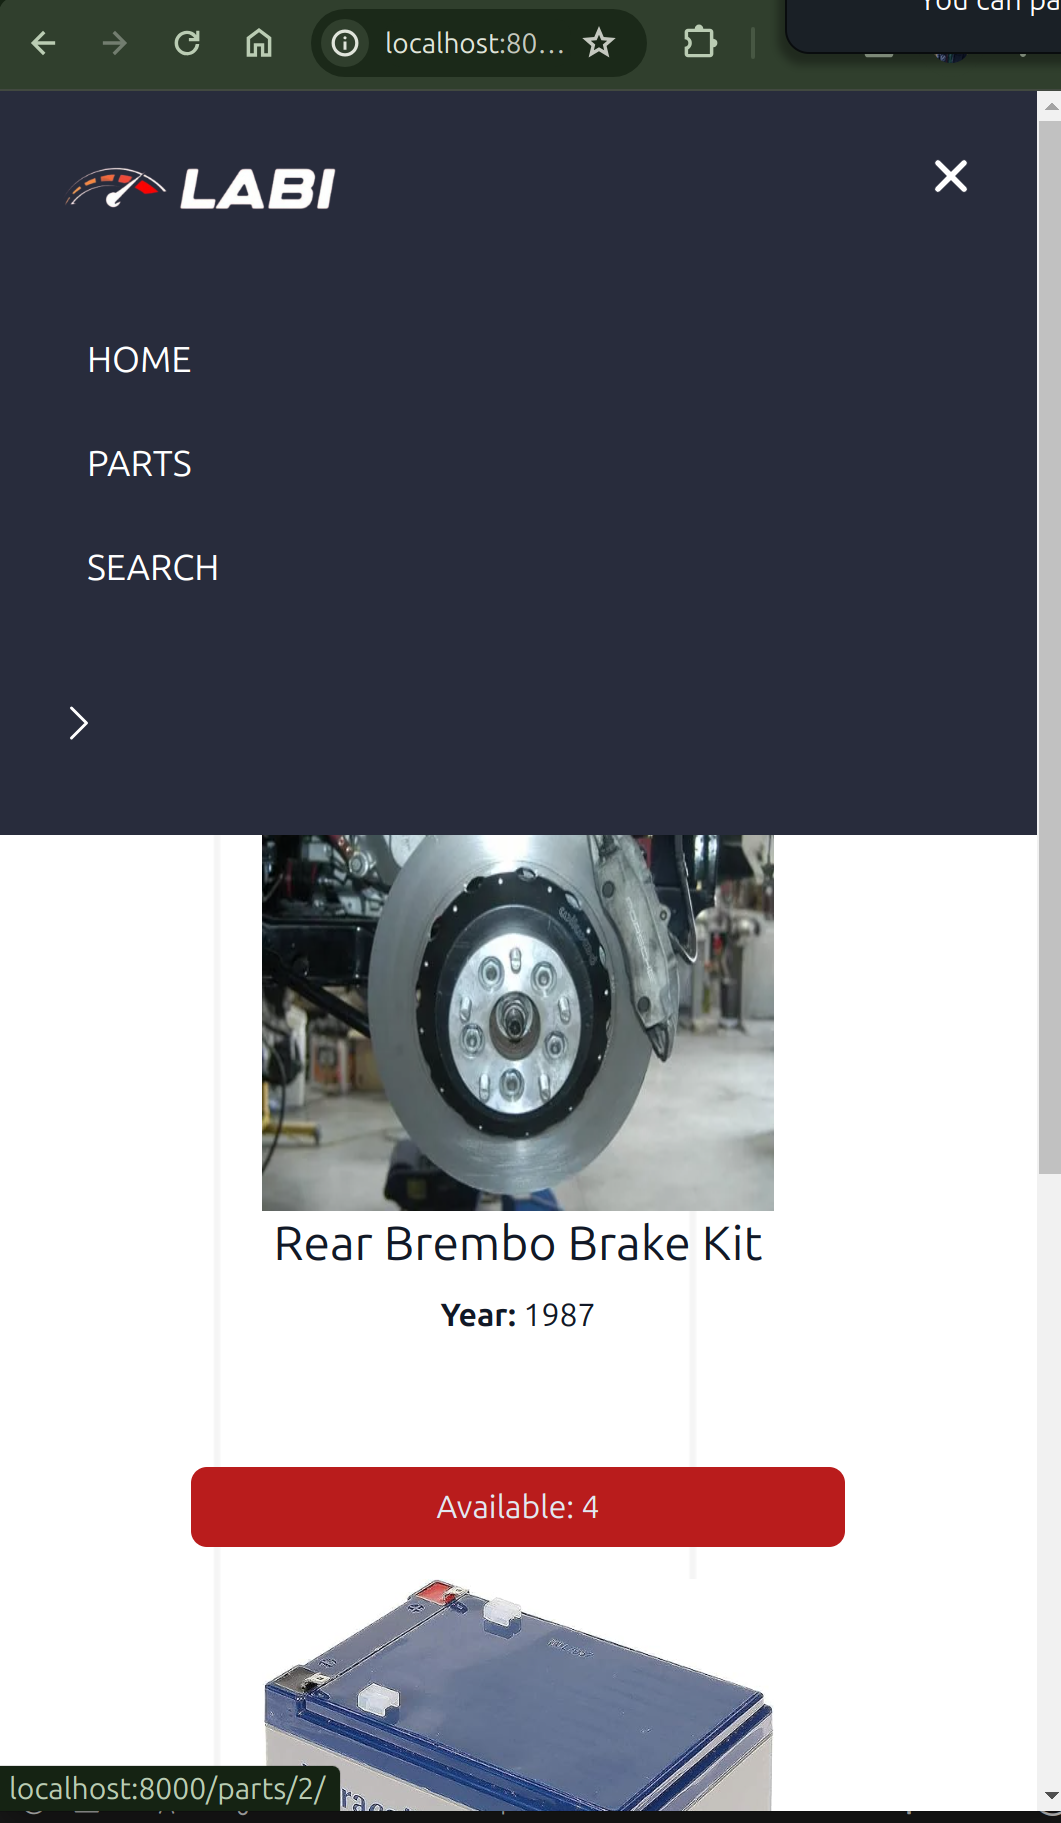 You can pa
localhost:80...
LABI
HOME
PARTS
SEARCH
Rear Brembo Brake Kit
Year: 1987
Available: 4
localhost:8000/parts/2/